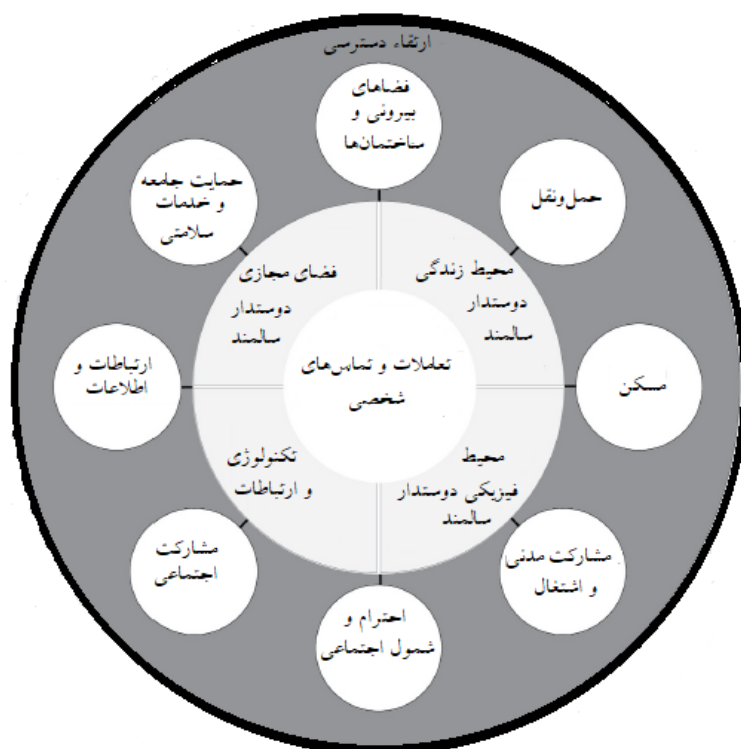 ارتقاء دسترسی
فضاهای
بیرونی و
ساختمان‌ها
حمل‌ونقل
مسکن
مشارکت مدنی
و اشتغال
احترام و
شمول اجتماعی
مشارکت
اجتماعی
ارتباطات و
اطلاعات
حمایت جامعه
و خدمات
سلامتی
محیط زندگی
دوستدار
سالمند
محیط
فیزیکی دوستدار
سالمند
تکنولوژی
و ارتباطات
فضای مجازی
دوستدار
سالمند
تعاملات و تماس‌های
شخصی